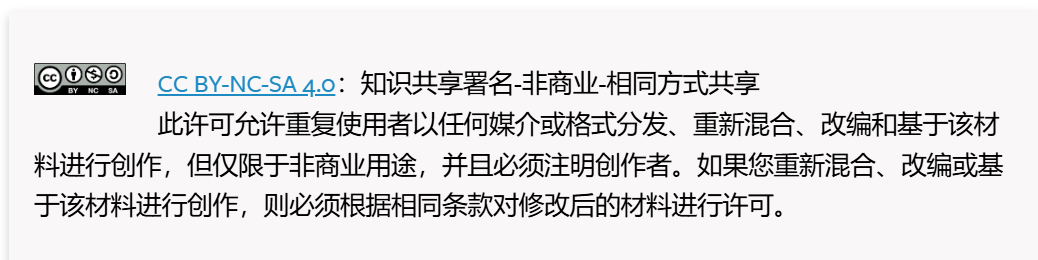 cc BY NC SA CC BY-NC-SA 4.0：知识共享署名-非商业-相同方式共享
此许可允许重复使用者以任何媒介或格式分发、重新混合、改编和基于该材
料进行创作，但仅限于非商业用途，并且必须注明创作者。如果您重新混合、改编或基
于该材料进行创作，则必须根据相同条款对修改后的材料进行许可。